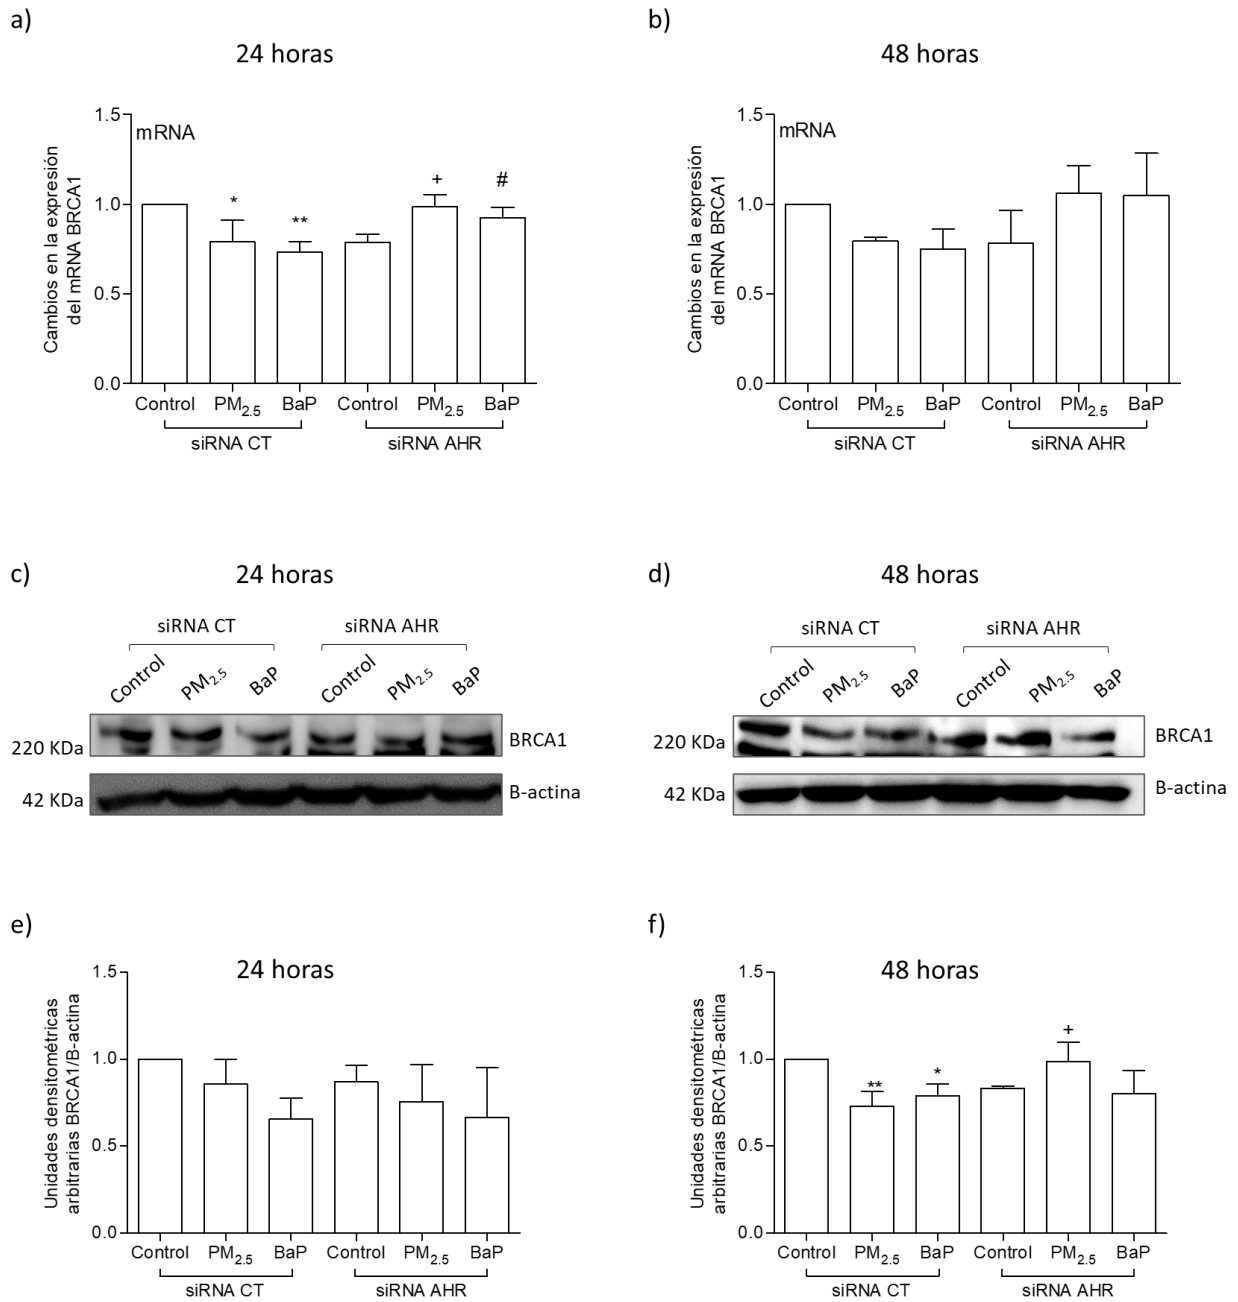 a)
24 horas
1.5
mRNA
1.0
0.5
0.0
Cambios en la expresión
del mRNA BRCA1
*
**
+
#
Control PM2.5 BaP Control PM2.5 BaP
siRNA CT siRNA AHR
b)
48 horas
1.5
mRNA
1.0
0.5
0.0
Cambios en la expresión
del mRNA BRCA1
Control PM2.5 BaP Control PM2.5 BaP
siRNA CT siRNA AHR
c)
24 horas
siRNA CT siRNA AHR
Control PM2.5 BaP Control PM2.5 BaP
220 KDa BRCA1
42 KDa B-actina
d)
48 horas
siRNA CT siRNA AHR
Control PM2.5 BaP Control PM2.5 BaP
220 KDa BRCA1
42 KDa B-actina
e)
24 horas
1.5
1.0
0.5
0.0
Unidades densitométricas
arbitrarias BRCA1/B-actina
Control PM2.5 BaP Control PM2.5 BaP
siRNA CT siRNA AHR
f)
48 horas
1.5
1.0
0.5
0.0
Unidades densitométricas
arbitrarias BRCA1/B-actina
**
*
+
Control PM2.5 BaP Control PM2.5 BaP
siRNA CT siRNA AHR